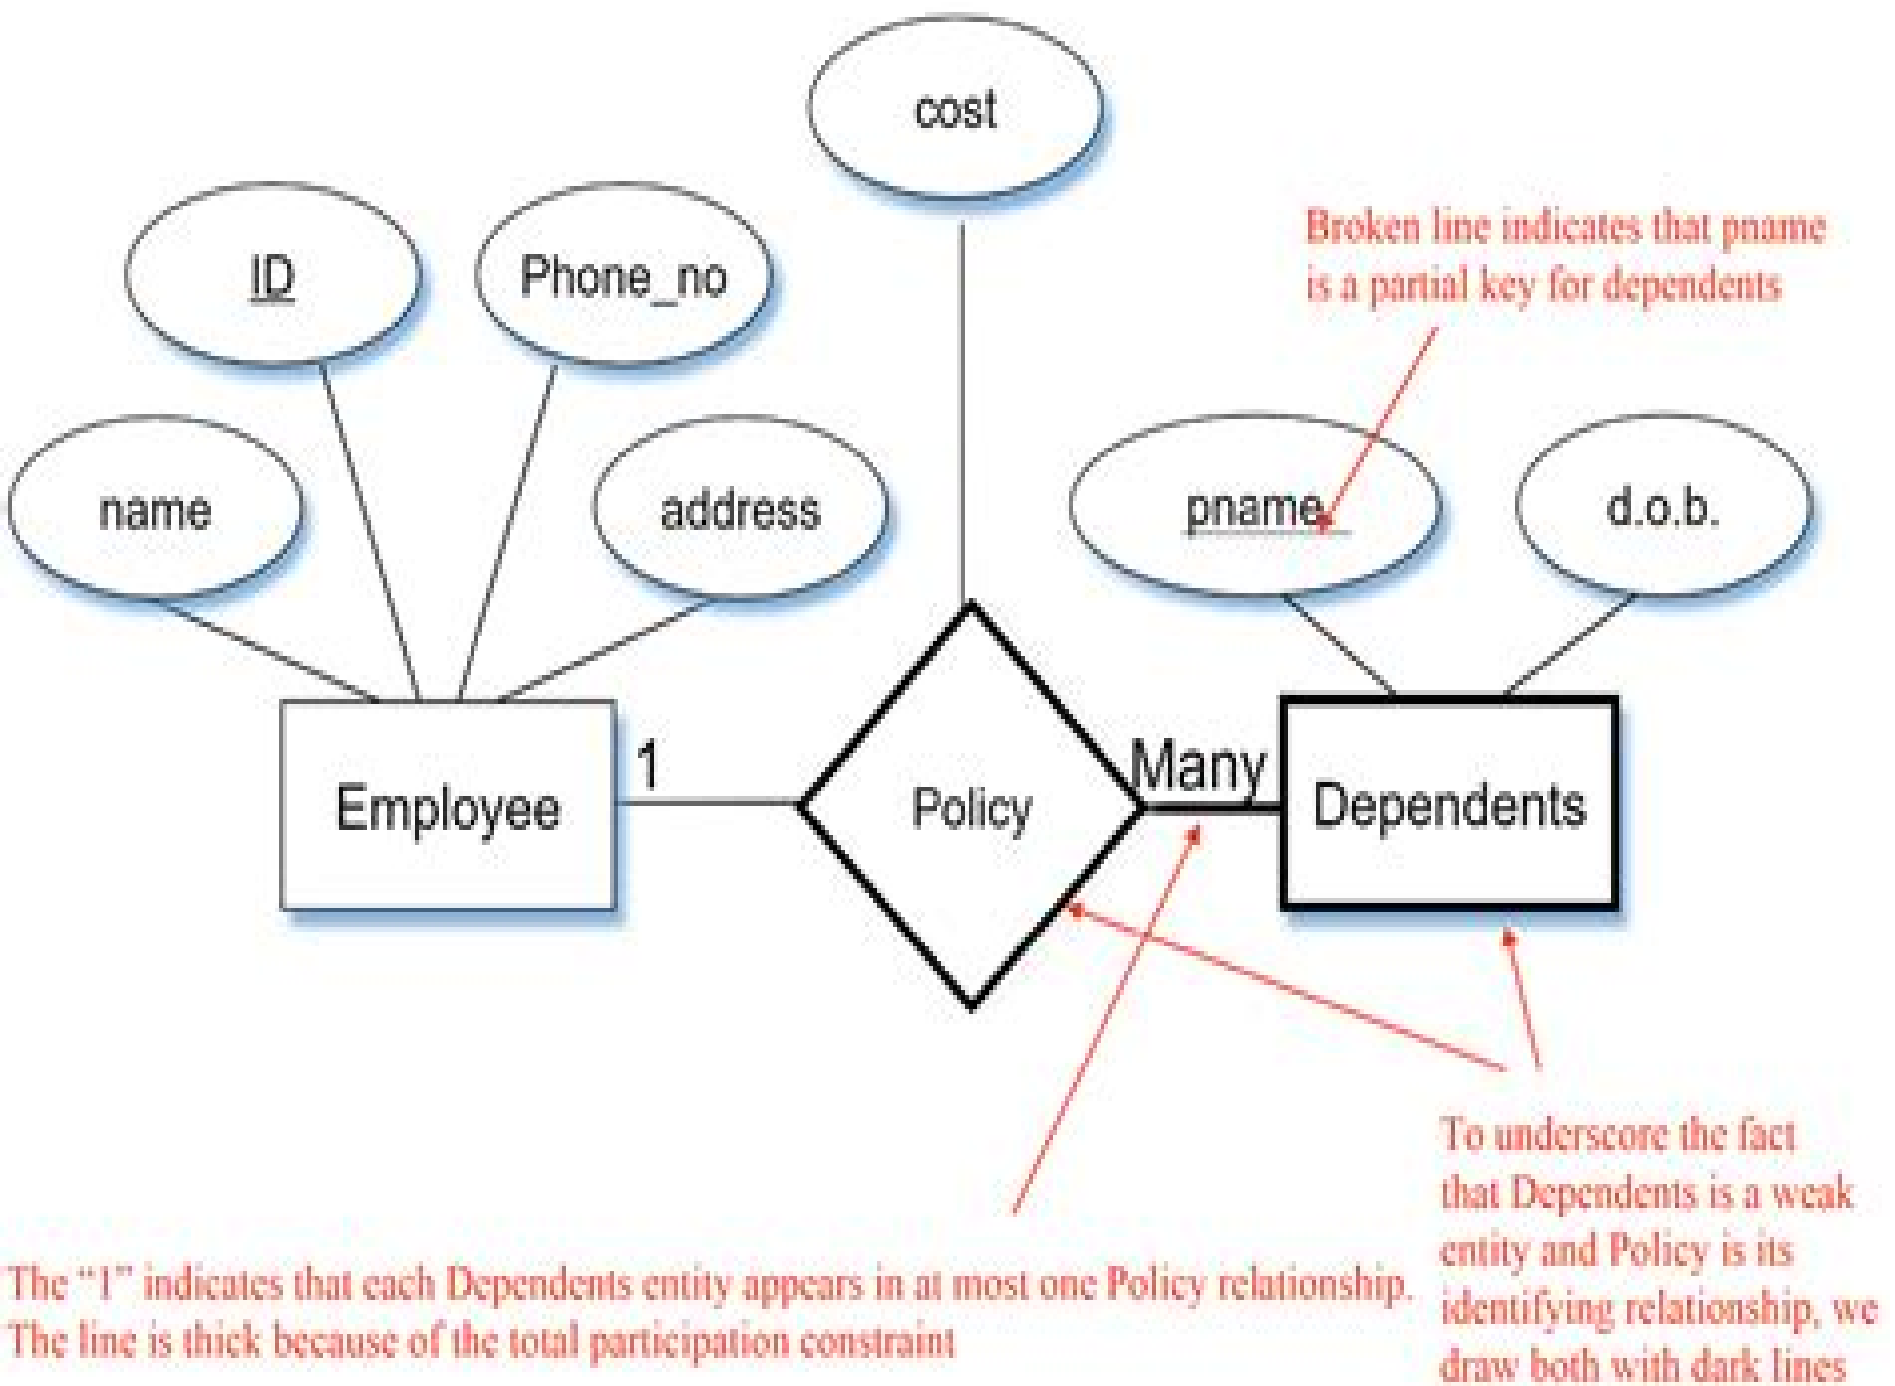 cost
ID
Phone_no
Broken line indicates that pname
is a partial key for dependents
name
address
pname
d.o.b.
Employee
1
Policy
Many
Dependents
To underscore the fact
that Dependents is a weak
entity and Policy is its
identifying relationship, we
draw both with dark lines
The “1” indicates that each Dependents entity appears in at most one Policy relationship.
The line is thick because of the total participation constraint